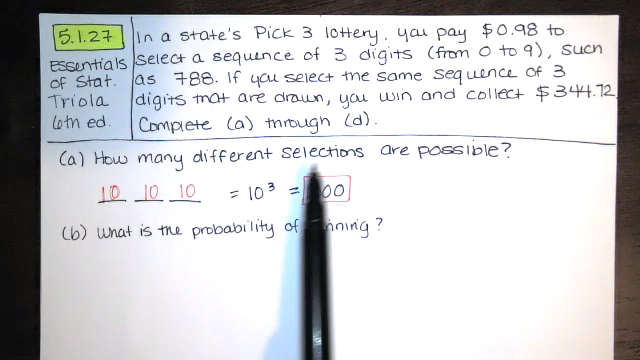 5.1.27
Essentials
of Stat.
Triola
6th ed.
In a state's Pick 3 lottery, you pay $0.98 to
select a sequence of 3 digits (from 0 to 9), such
as 788. If you select the same sequence of 3
digits that are drawn, you win and collect $344.72.
Complete (a) through (d).
(a) How many different selections are possible?
10 10 10 = 10³ =
(b) What is the probability of